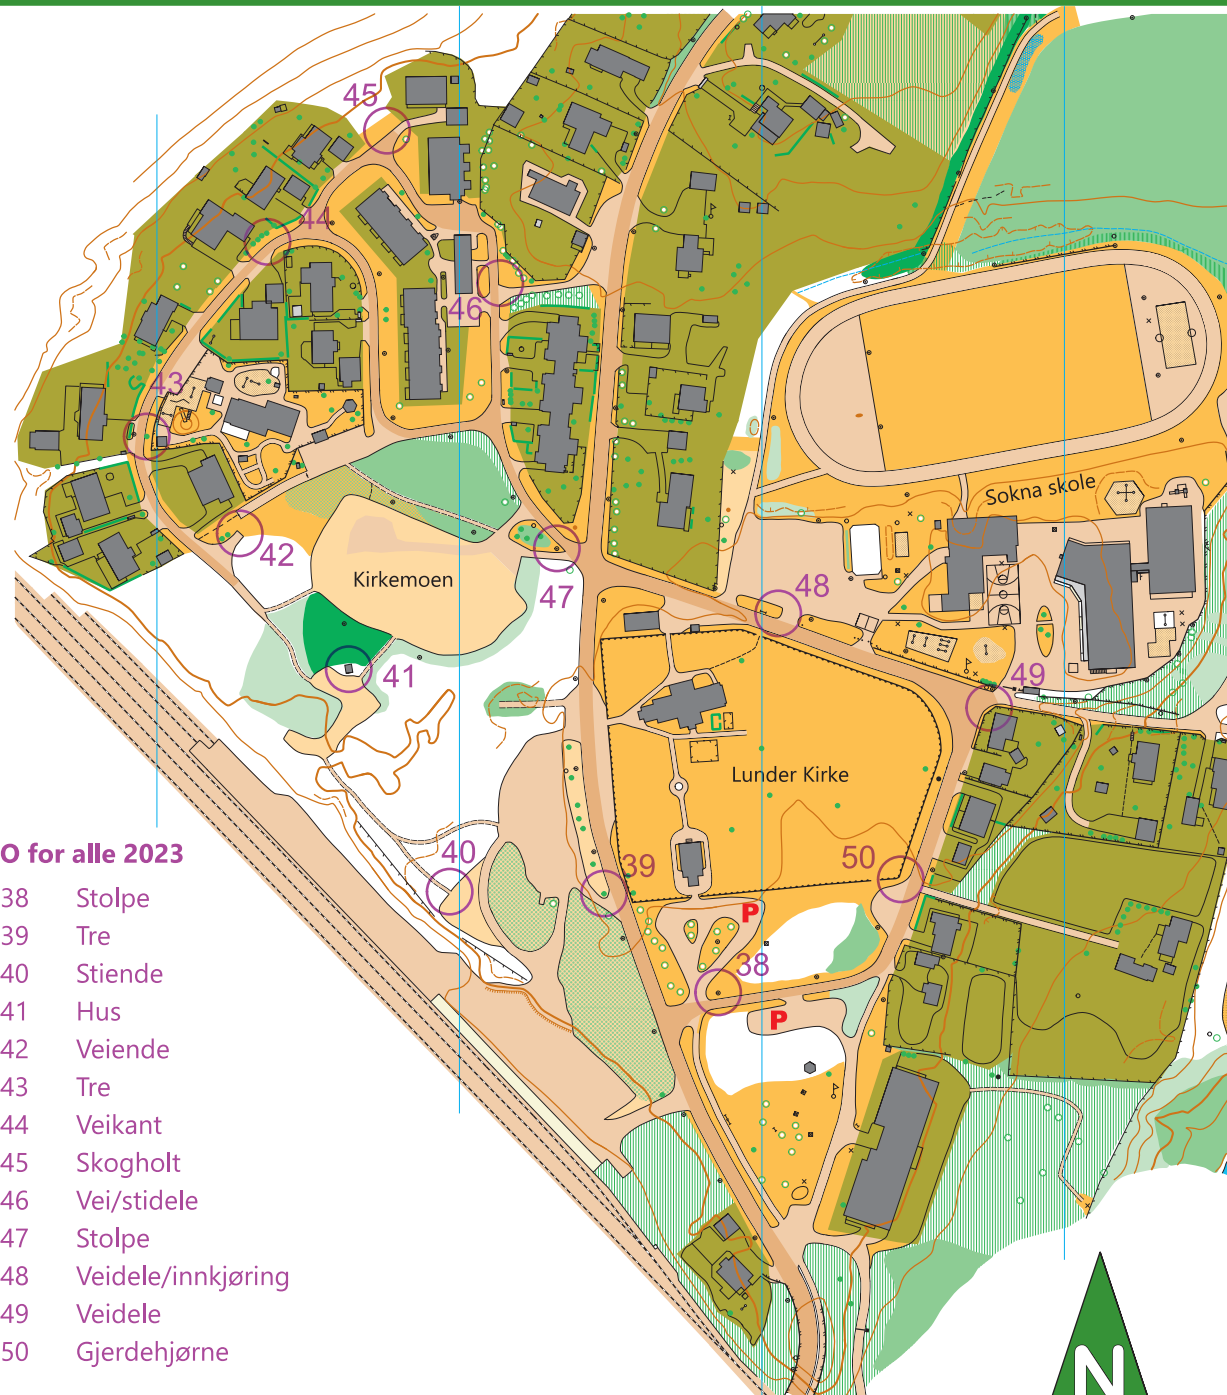 45
44
46
43
Sokna skole
42
Kirkemoen
47
48
41
49
Lunder Kirke
40
39
50
P
38
P
O for alle 2023
38 Stolpe
39 Tre
40 Stiende
41 Hus
42 Veiende
43 Tre
44 Veikant
45 Skogholt
46 Vei/stidele
47 Stolpe
48 Veidele/innkjøring
49 Veidele
50 Gjerdehjørne
N